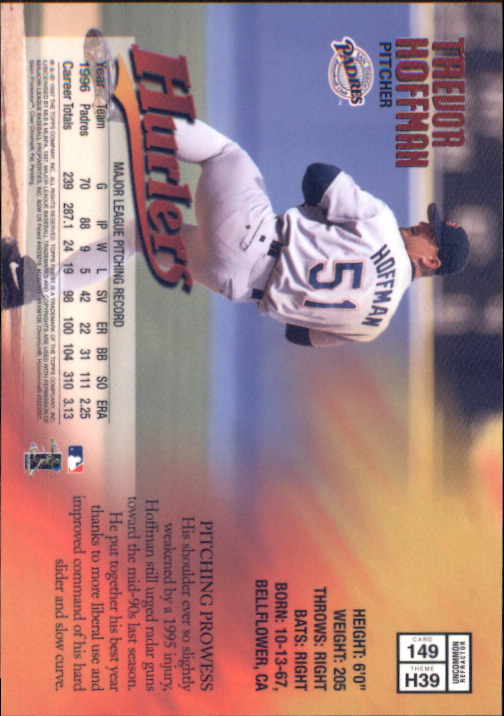 TREVOR
HOFFMAN
PITCHER
PADRES
HOFFMAN
51
UNCOMMON
REFRACTOR
CARD
149
THEME
H39
HEIGHT: 6'0"
WEIGHT: 205
THROWS: RIGHT
BATS: RIGHT
BORN: 10-13-67,
BELLFLOWER, CA
Hurlers
PITCHING PROWESS
His shoulder ever so slightly
weakened by a 1995 injury,
Hoffman still urged radar guns
toward the mid-90s last season.
He put together his best year
thanks to more liberal use and
improved command of his hard
slider and slow curve.
MAJOR LEAGUE PITCHING RECORD
Year Team G IP W L SV ER BB SO ERA
1996 Padres 70 88 9 5 42 22 31 111 2.25
Career Totals 239 287.1 24 19 98 100 104 310 3.13